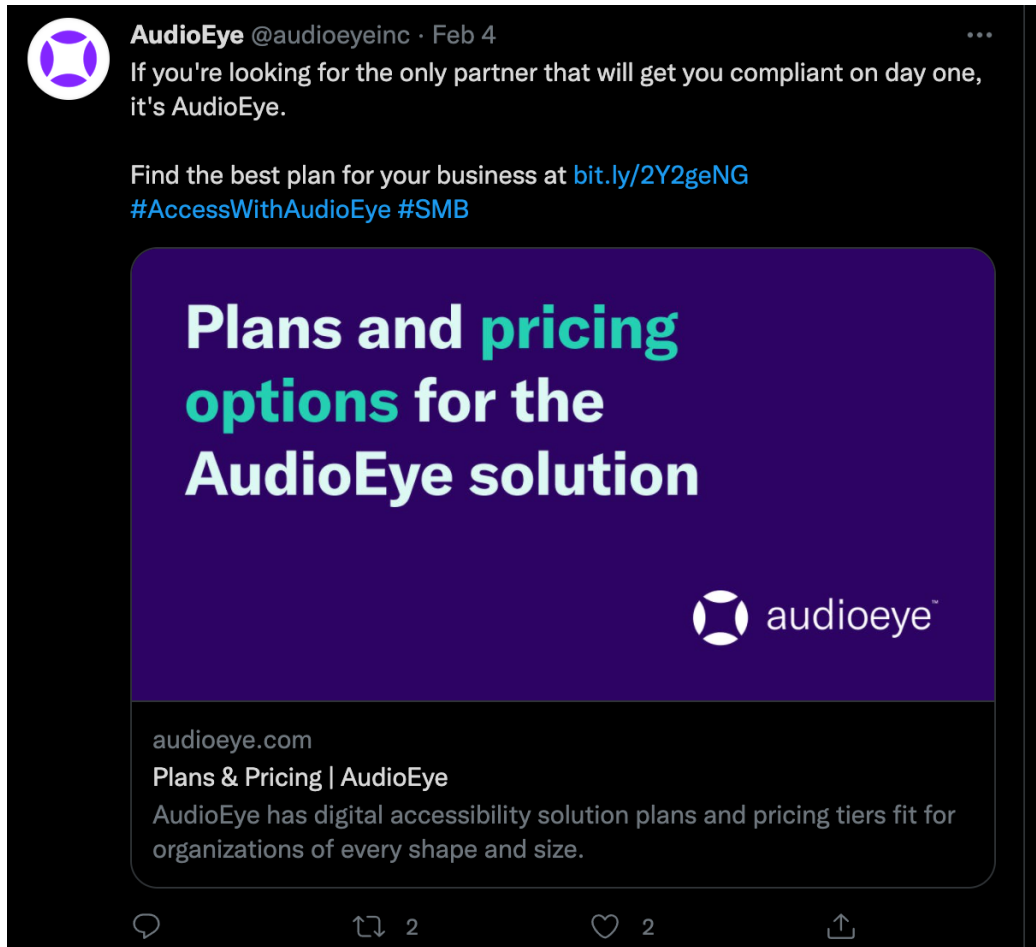 AudioEye @audioeyeinc · Feb 4
If you're looking for the only partner that will get you compliant on day one,
it's AudioEye.
Find the best plan for your business at bit.ly/2Y2geNG
#AccessWithAudioEye #SMB
Plans and pricing
options for the
AudioEye solution
audioeye™
audioeye.com
Plans & Pricing | AudioEye
AudioEye has digital accessibility solution plans and pricing tiers fit for
organizations of every shape and size.
2 2